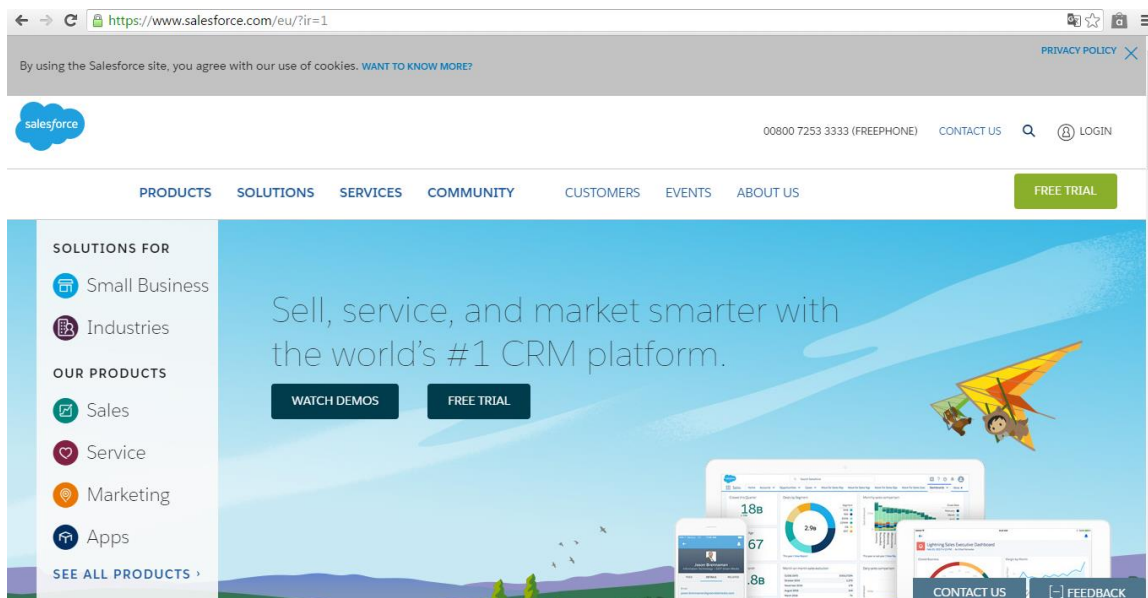 https://www.salesforce.com/eu/?ir=1
PRIVACY POLICY
By using the Salesforce site, you agree with our use of cookies. WANT TO KNOW MORE?
salesforce
00800 7253 3333 (FREEPHONE) CONTACT US LOGIN
PRODUCTS SOLUTIONS SERVICES COMMUNITY CUSTOMERS EVENTS ABOUT US FREE TRIAL
SOLUTIONS FOR
Small Business
Industries
OUR PRODUCTS
Sales
Service
Marketing
Apps
SEE ALL PRODUCTS ›
Sell, service, and market smarter with
the world's #1 CRM platform.
WATCH DEMOS FREE TRIAL
18B
2.9B
67
.8B
Lightning Sales Executive Dashboard
CONTACT US [–] FEEDBACK